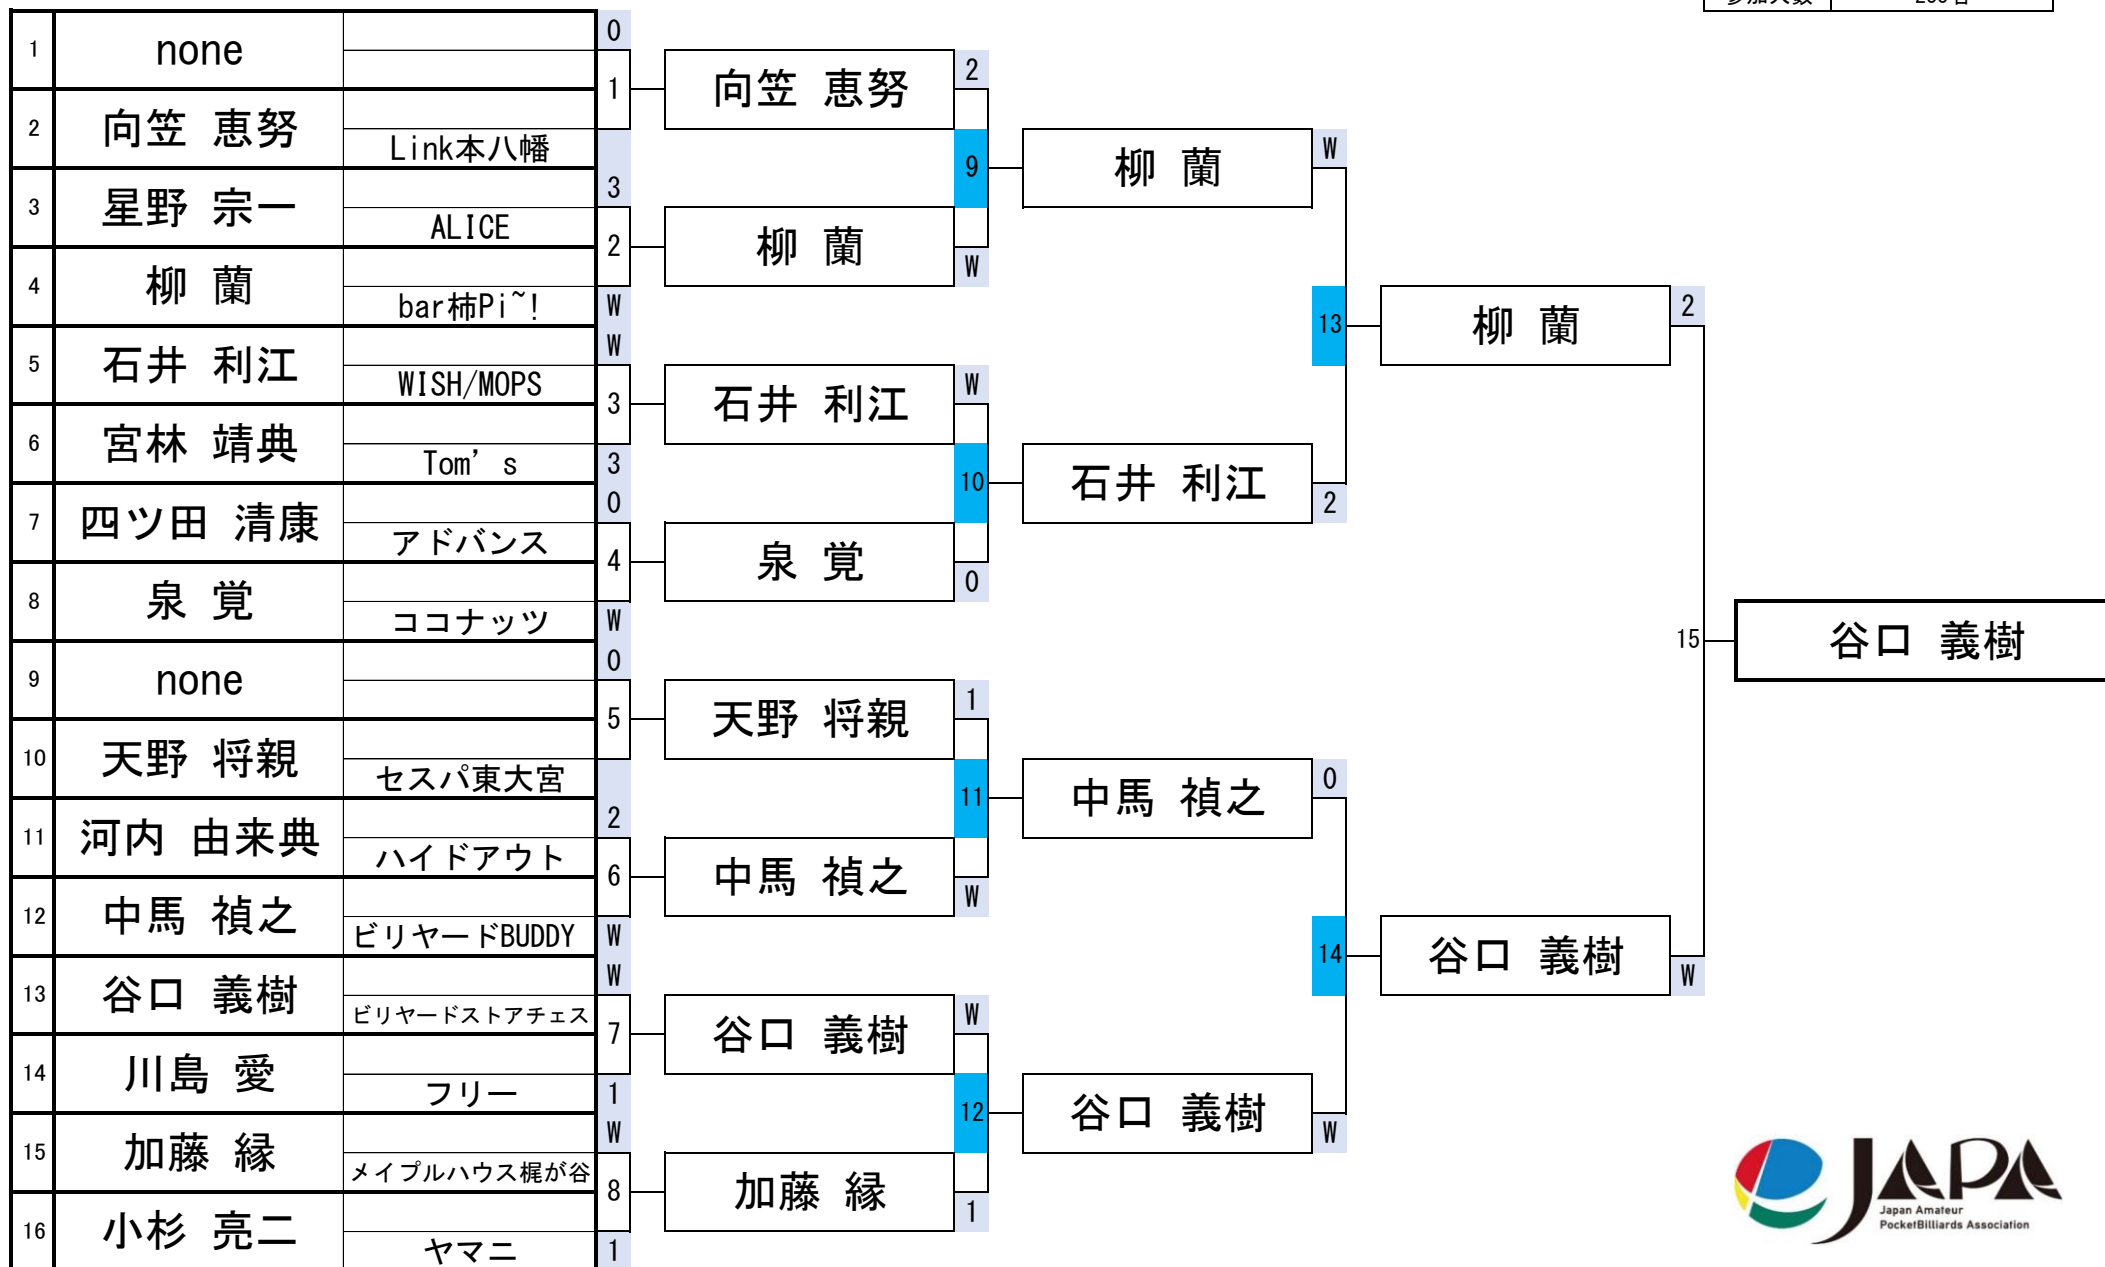 1 none 0
1
2 向笠 恵努 Link本八幡
3 星野 宗一 ALICE 3
2
4 柳 蘭 bar柿Pi~! W
5 石井 利江 WISH/MOPS W
3
6 宮林 靖典 Tom’s 3
7 四ツ田 清康 アドバンス 0
4
8 泉 覚 ココナッツ W
9 none 0
5
10 天野 将親 セスパ東大宮
11 河内 由来典 ハイドアウト 2
6
12 中馬 禎之 ビリヤードBUDDY W
13 谷口 義樹 ビリヤードストアチェス W
7
14 川島 愛 フリー 1
15 加藤 縁 メイプルハウス梶が谷 W
8
16 小杉 亮二 ヤマニ 1
向笠 恵努 2
9
柳 蘭 W
石井 利江 W
10
泉 覚 0
天野 将親 1
11
中馬 禎之 W
谷口 義樹 W
12
加藤 縁 1
柳 蘭 W
13
石井 利江 2
中馬 禎之 0
14
谷口 義樹 W
柳 蘭 2
15
谷口 義樹 W
谷口 義樹
JAPA
Japan Amateur
PocketBilliards Association